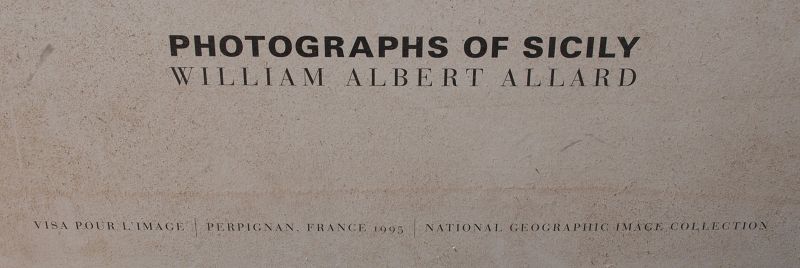 PHOTOGRAPHS OF SICILY
WILLIAM ALBERT ALLARD
VISA POUR L'IMAGE | PERPIGNAN, FRANCE 1995 | NATIONAL GEOGRAPHIC IMAGE COLLECTION